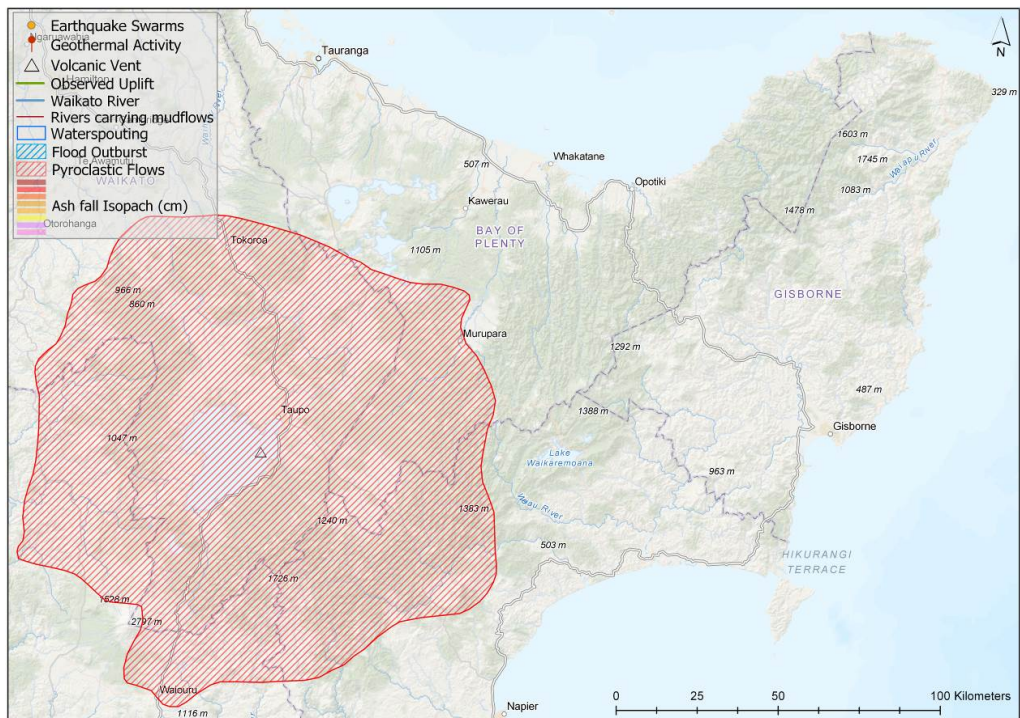 Earthquake Swarms
Ngaruawahia
Geothermal Activity
Volcanic Vent
Hamilton
Observed Uplift
Waikato River
Rivers carrying mudflows
Waterspouting
Flood Outburst
Te Awamutu
Pyroclastic Flows
WAIKATO
Ash fall Isopach (cm)
Otorohanga
N
Tauranga
329 m
1603 m
1745 m
1083 m
507 m
Whakatane
Opotiki
Kawerau
1478 m
BAY OF
PLENTY
Tokoroa
1105 m
966 m
860 m
GISBORNE
Murupara
1292 m
487 m
Taupo
1388 m
Gisborne
1047 m
Lake
Waikaremoana
963 m
1383 m
1240 m
503 m
HIKURANGI
TERRACE
1726 m
1628 m
2797 m
Waiouru
1116 m
Napier
0 25 50 100 Kilometers